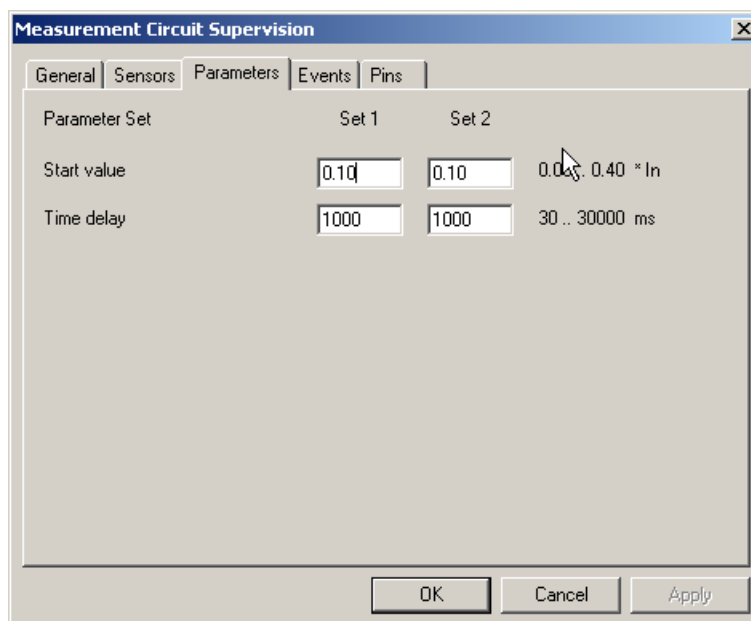 Measurement Circuit Supervision
General Sensors Parameters Events Pins
Parameter Set Set 1 Set 2
Start value 0.10 0.10 0.40 * In
Time delay 1000 1000 30 .. 30000 ms
OK Cancel Apply